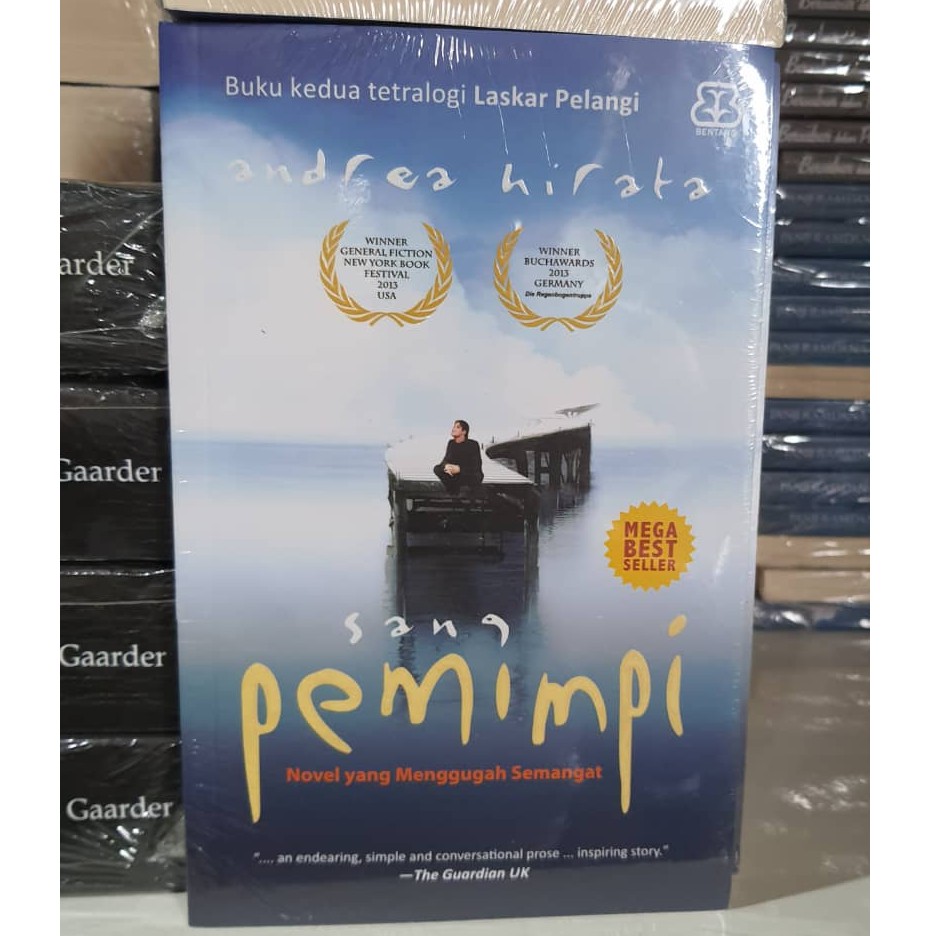 Buku kedua tetralogi Laskar Pelangi
BENTANG
andrea hirata
WINNER
GENERAL FICTION
NEW YORK BOOK
FESTIVAL
2013
USA
WINNER
BUCHAWARDS
2013
GERMANY
Die Regenbogentruppe
MEGA
BEST
SELLER
sang
pemimpi
Novel yang Menggugah Semangat
".... an endearing, simple and conversational prose ... inspiring story."
—The Guardian UK
arder
Gaarder
Gaarder
Gaarder